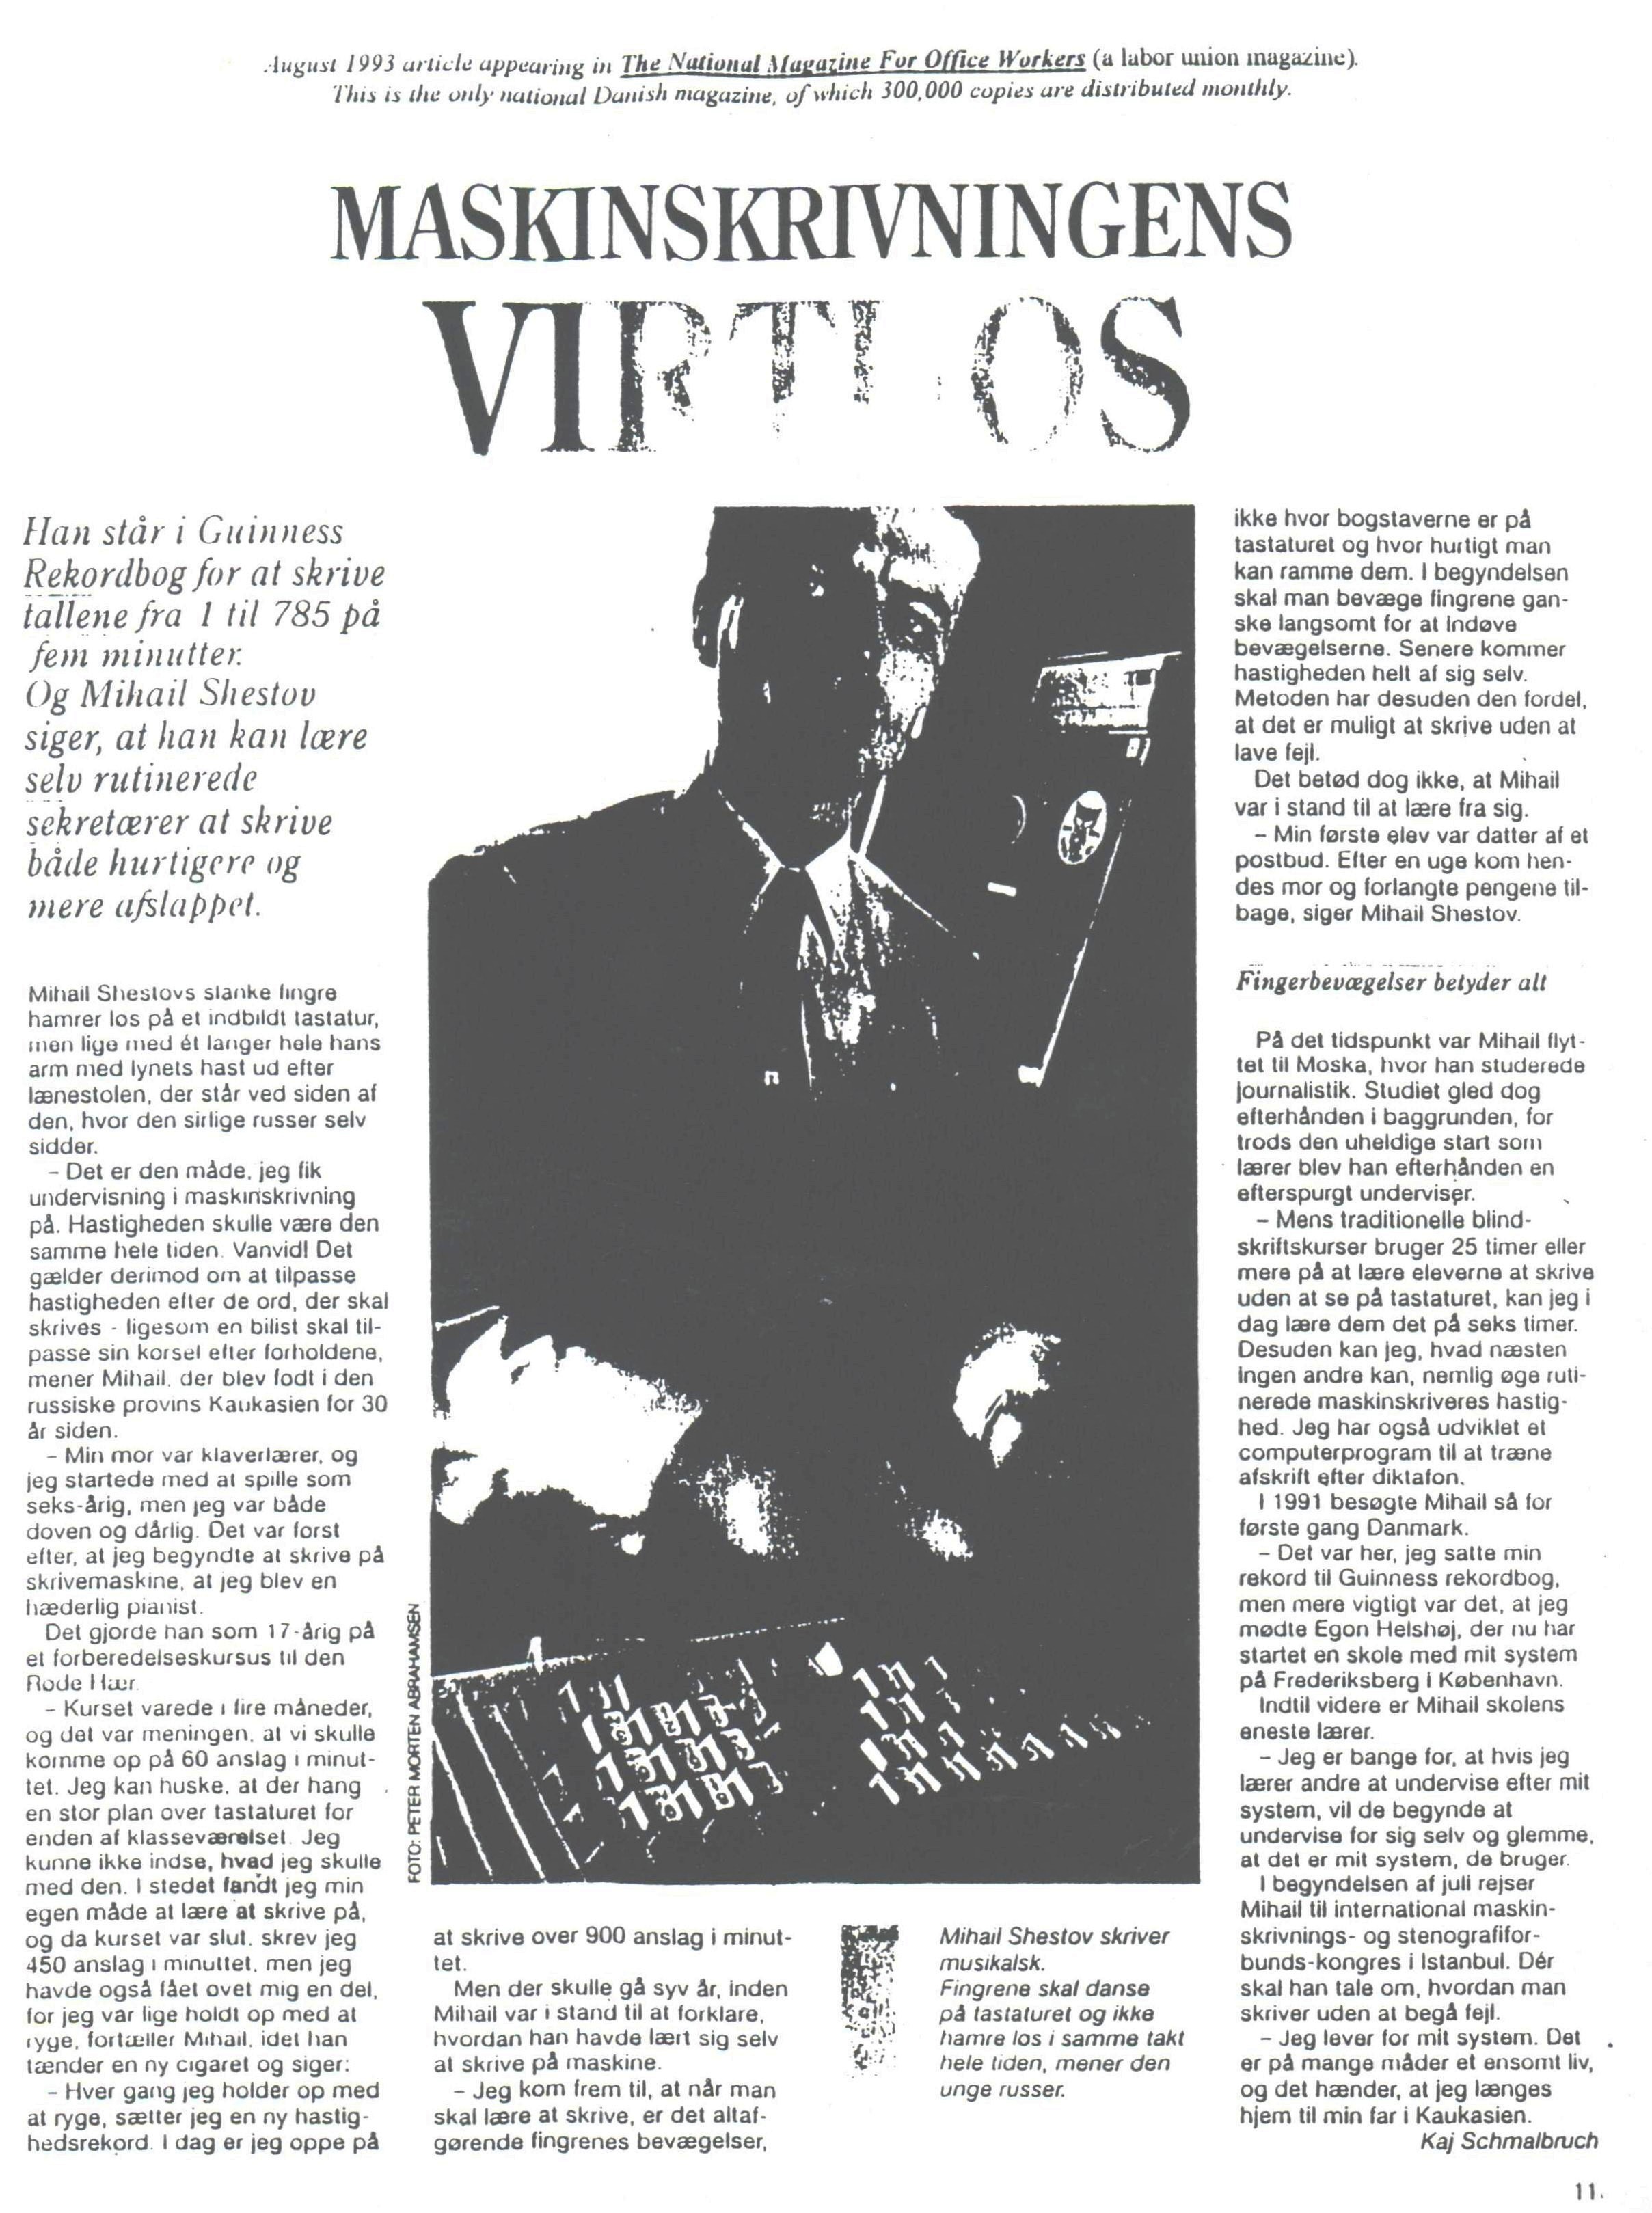 August 1993 article appearing in The National Magazine For Office Workers (a labor union magazine).
This is the only national Danish magazine, of which 300,000 copies are distributed monthly.
MASKINSKRIVNINGENS
VIRTUOS
Han står i Guinness
Rekordbog for at skrive
tallene fra 1 til 785 på
fem minutter.
Og Mihail Shestov
siger, at han kan lære
selv rutinerede
sekretærer at skrive
både hurtigere og
mere afslappet.
Mihail Shestovs slanke fingre
hamrer løs på et indbildt tastatur,
men lige med ét langer hele hans
arm med lynets hast ud efter
lænestolen, der står ved siden af
den, hvor den sirlige russer selv
sidder.
– Det er den måde, jeg fik
undervisning i maskinskrivning
på. Hastigheden skulle være den
samme hele tiden. Vanvid! Det
gælder derimod om at tilpasse
hastigheden efter de ord, der skal
skrives - ligesom en bilist skal til-
passe sin kørsel efter forholdene,
mener Mihail, der blev født i den
russiske provins Kaukasien for 30
år siden.
– Min mor var klaverlærer, og
jeg startede med at spille som
seks-årig, men jeg var både
doven og dårlig. Det var først
efter, at jeg begyndte at skrive på
skrivemaskine, at jeg blev en
hæderlig pianist.
Det gjorde han som 17-årig på
et forberedelseskursus til den
Røde Hær.
– Kurset varede i fire måneder,
og det var meningen, at vi skulle
komme op på 60 anslag i minut-
tet. Jeg kan huske, at der hang
en stor plan over tastaturet for
enden af klasseværelset. Jeg
kunne ikke indse, hvad jeg skulle
med den. I stedet fandt jeg min
egen måde at lære at skrive på,
og da kurset var slut, skrev jeg
450 anslag i minuttet, men jeg
havde også fået øvet mig en del,
for jeg var lige holdt op med at
ryge, fortæller Mihail, idet han
tænder en ny cigaret og siger:
– Hver gang jeg holder op med
at ryge, sætter jeg en ny hastig-
hedsrekord. I dag er jeg oppe på
FOTO: PETER MORTEN ABRAHAMSEN
at skrive over 900 anslag i minut-
tet.
Men der skulle gå syv år, inden
Mihail var i stand til at forklare,
hvordan han havde lært sig selv
at skrive på maskine.
– Jeg kom frem til, at når man
skal lære at skrive, er det altaf-
gørende fingrenes bevægelser,
Mihail Shestov skriver
musikalsk.
Fingrene skal danse
på tastaturet og ikke
hamre løs i samme takt
hele tiden, mener den
unge russer.
ikke hvor bogstaverne er på
tastaturet og hvor hurtigt man
kan ramme dem. I begyndelsen
skal man bevæge fingrene gan-
ske langsomt for at indøve
bevægelserne. Senere kommer
hastigheden helt af sig selv.
Metoden har desuden den fordel,
at det er muligt at skrive uden at
lave fejl.
Det betød dog ikke, at Mihail
var i stand til at lære fra sig.
– Min første elev var datter af et
postbud. Efter en uge kom hen-
des mor og forlangte pengene til-
bage, siger Mihail Shestov.
Fingerbevægelser betyder alt
På det tidspunkt var Mihail flyt-
tet til Moska, hvor han studerede
journalistik. Studiet gled dog
efterhånden i baggrunden, for
trods den uheldige start som
lærer blev han efterhånden en
efterspurgt underviser.
– Mens traditionelle blind-
skriftskurser bruger 25 timer eller
mere på at lære eleverne at skrive
uden at se på tastaturet, kan jeg i
dag lære dem det på seks timer.
Desuden kan jeg, hvad næsten
ingen andre kan, nemlig øge ruti-
nerede maskinskriveres hastig-
hed. Jeg har også udviklet et
computerprogram til at træne
afskrift efter diktafon.
I 1991 besøgte Mihail så for
første gang Danmark.
– Det var her, jeg satte min
rekord til Guinness rekordbog,
men mere vigtigt var det, at jeg
mødte Egon Helshøj, der nu har
startet en skole med mit system
på Frederiksberg i København.
Indtil videre er Mihail skolens
eneste lærer.
– Jeg er bange for, at hvis jeg
lærer andre at undervise efter mit
system, vil de begynde at
undervise for sig selv og glemme,
at det er mit system, de bruger.
I begyndelsen af juli rejser
Mihail til international maskin-
skrivnings- og stenografifor-
bunds-kongres i Istanbul. Dér
skal han tale om, hvordan man
skriver uden at begå fejl.
– Jeg lever for mit system. Det
er på mange måder et ensomt liv,
og det hænder, at jeg længes
hjem til min far i Kaukasien.
Kaj Schmalbruch
11.